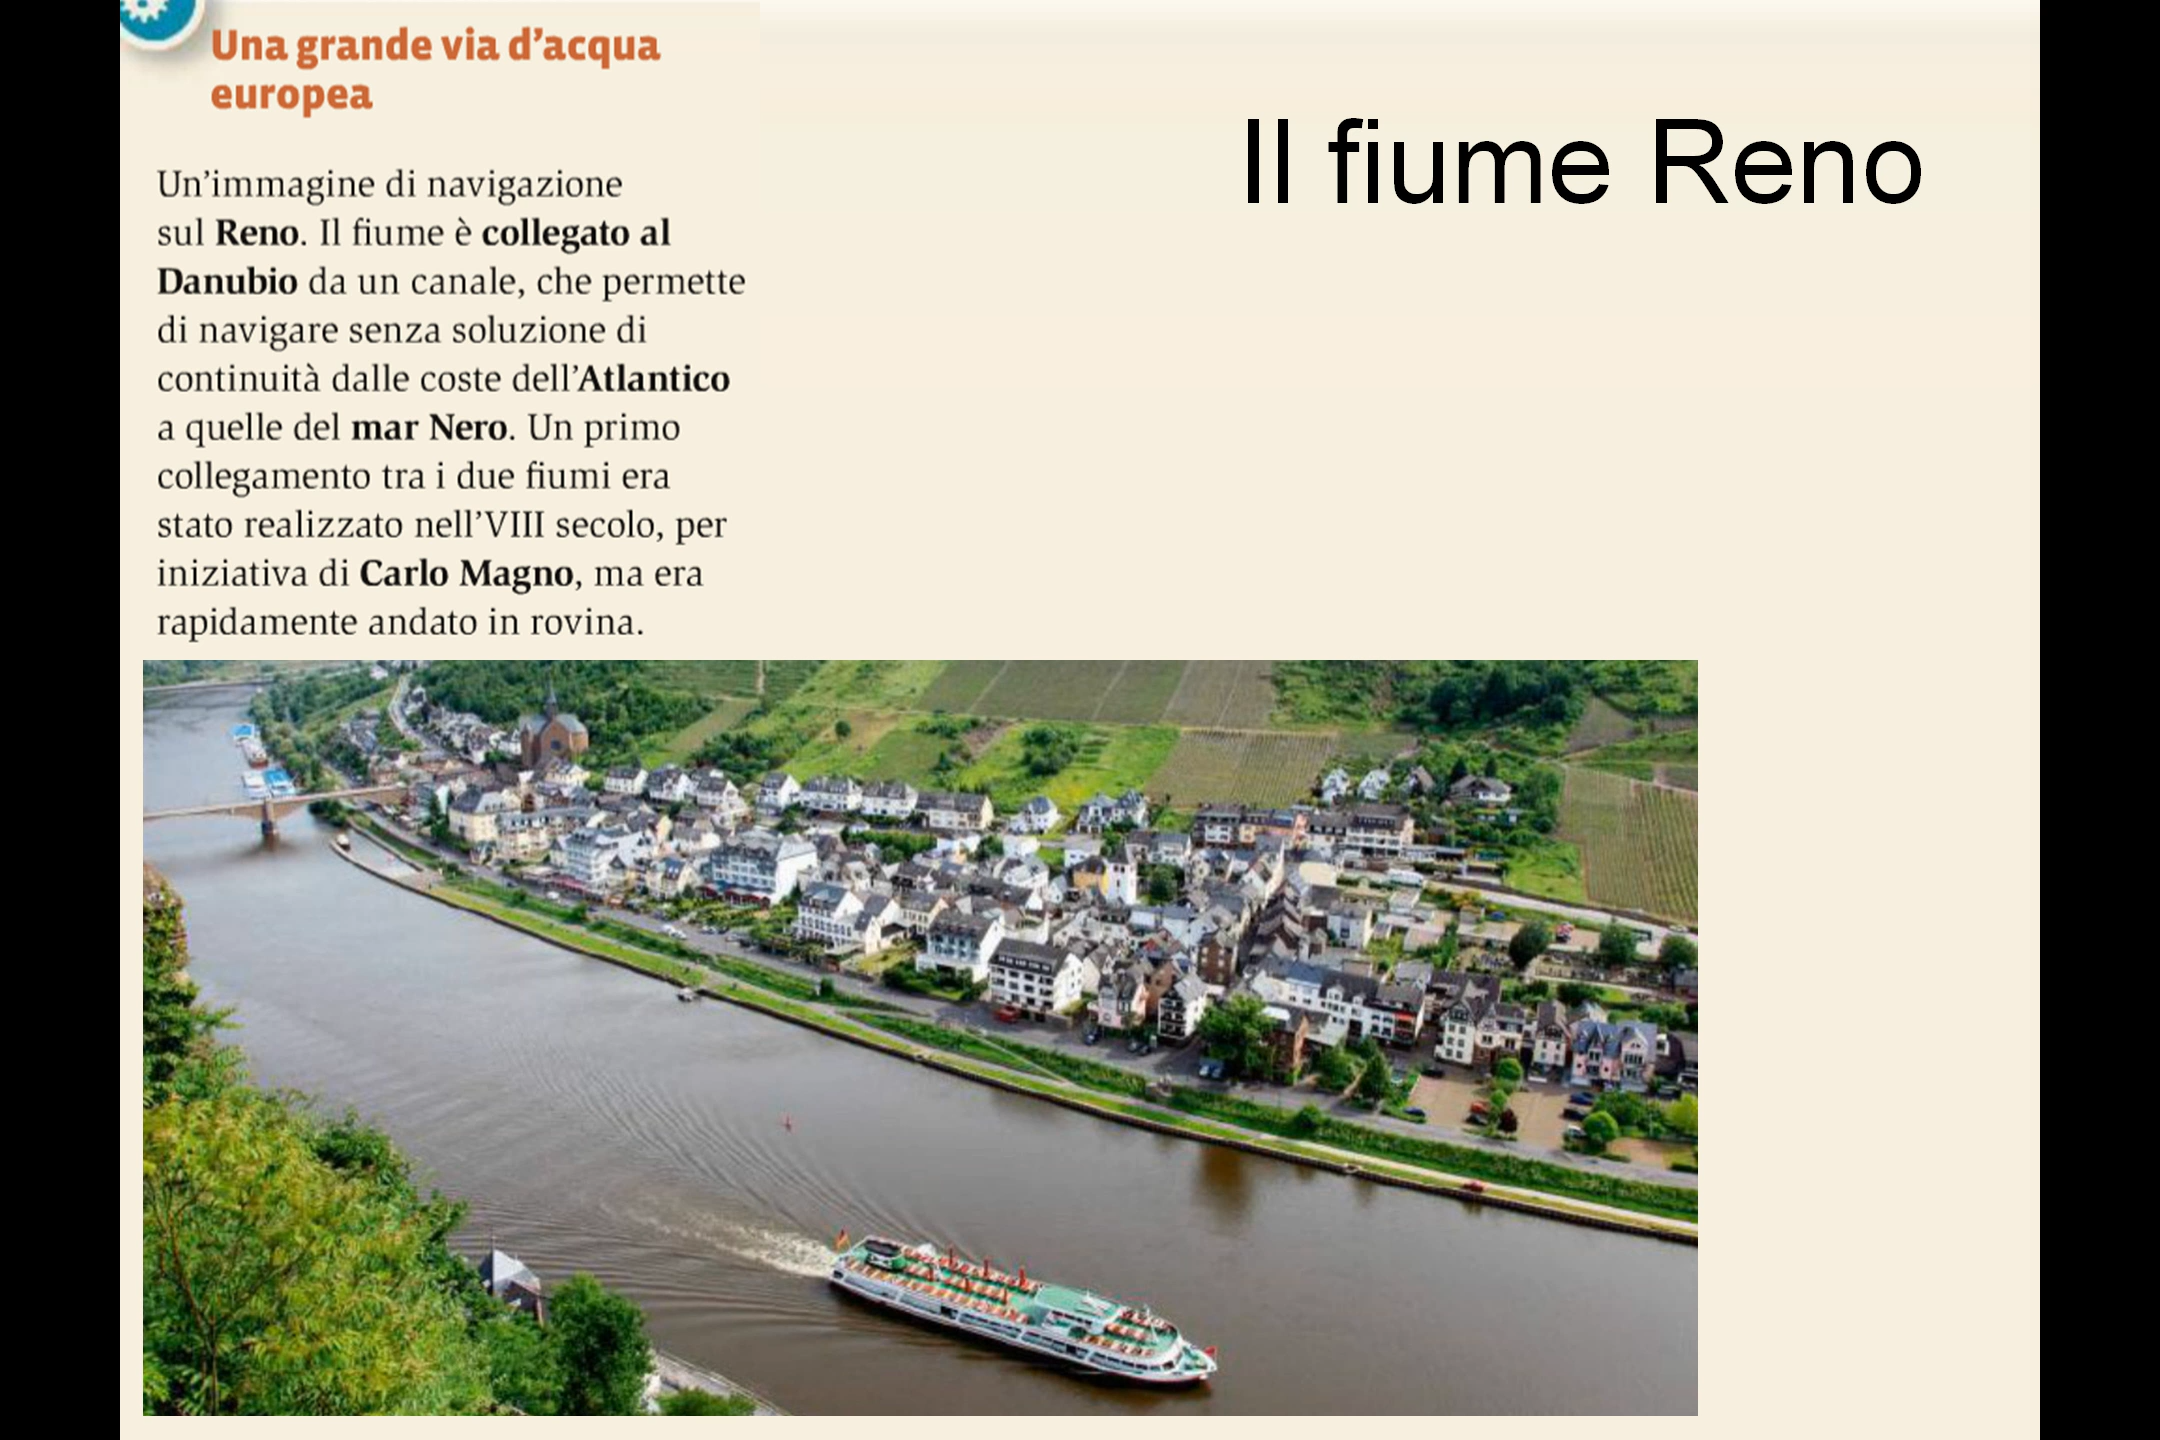 Una grande via d'acqua
europea
Il fiume Reno
Un'immagine di navigazione
sul Reno. Il fiume è collegato al
Danubio da un canale, che permette
di navigare senza soluzione di
continuità dalle coste dell'Atlantico
a quelle del mar Nero. Un primo
collegamento tra i due fiumi era
stato realizzato nell'VIII secolo, per
iniziativa di Carlo Magno, ma era
rapidamente andato in rovina.